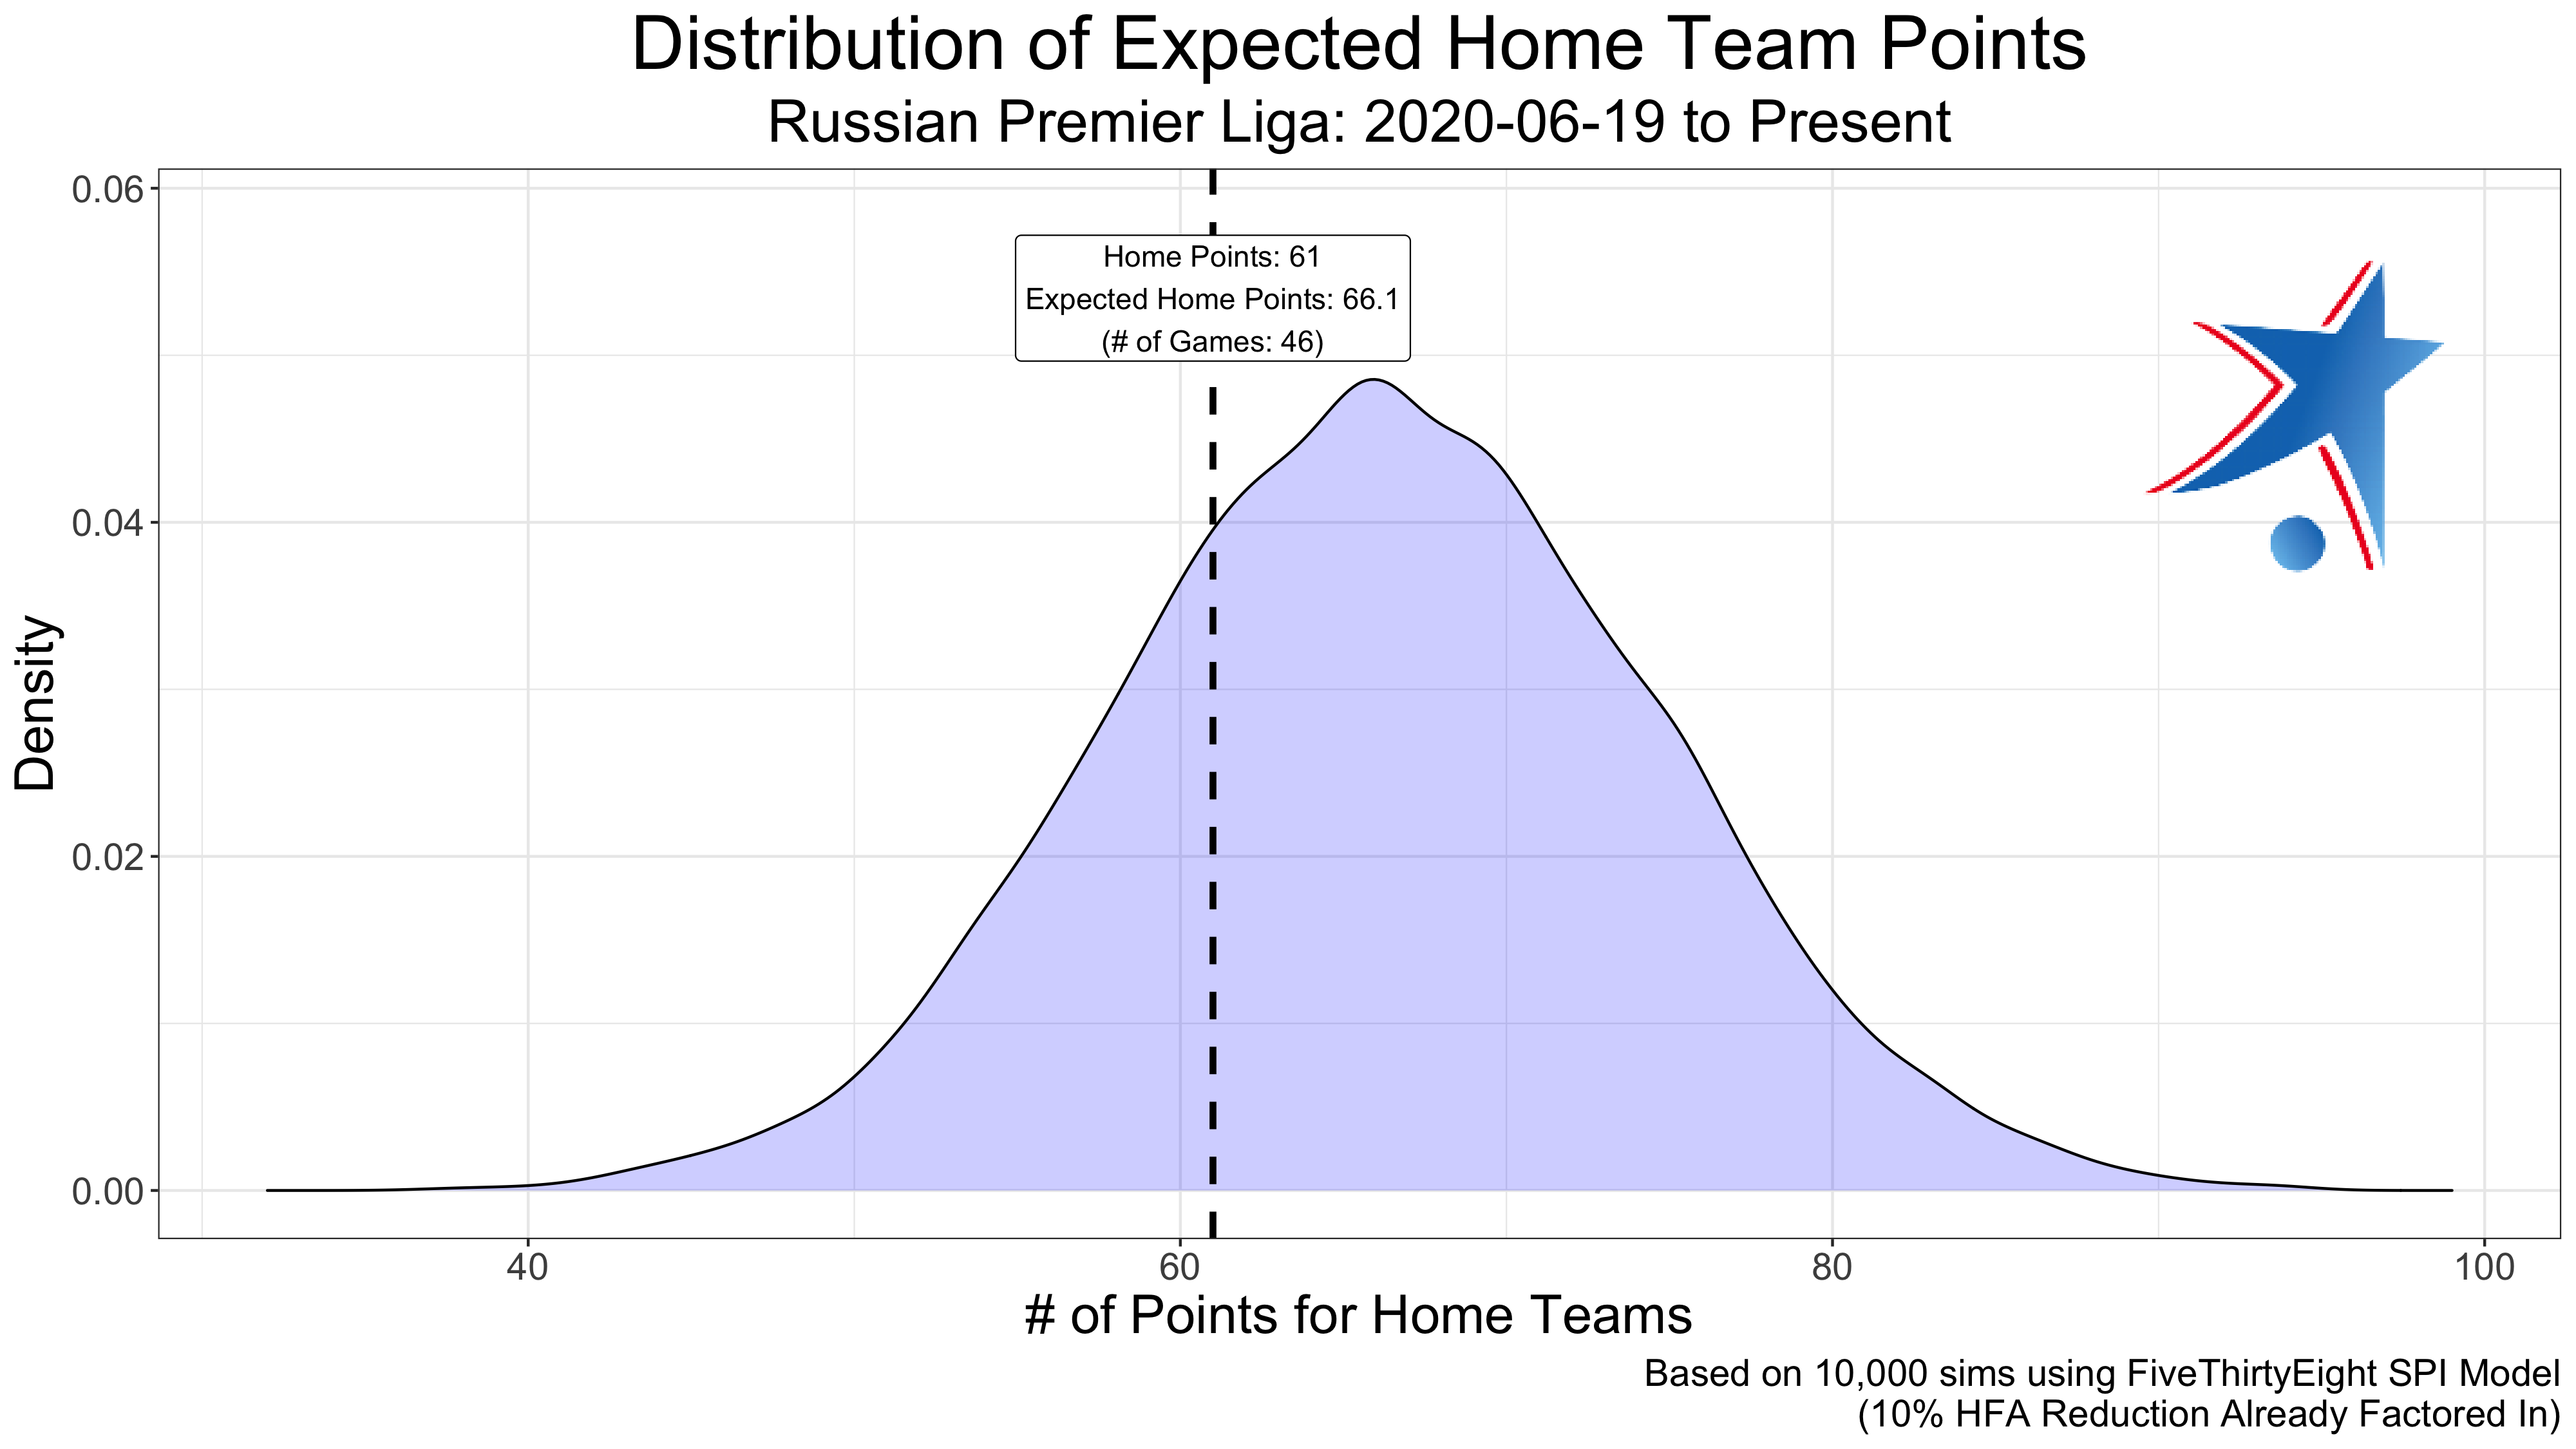 Distribution of Expected Home Team Points
Russian Premier Liga: 2020-06-19 to Present
0.06
Home Points: 61
Expected Home Points: 66.1
(# of Games: 46)
0.04
Density
0.02
0.00
40 60 80 100
# of Points for Home Teams
Based on 10,000 sims using FiveThirtyEight SPI Model
(10% HFA Reduction Already Factored In)